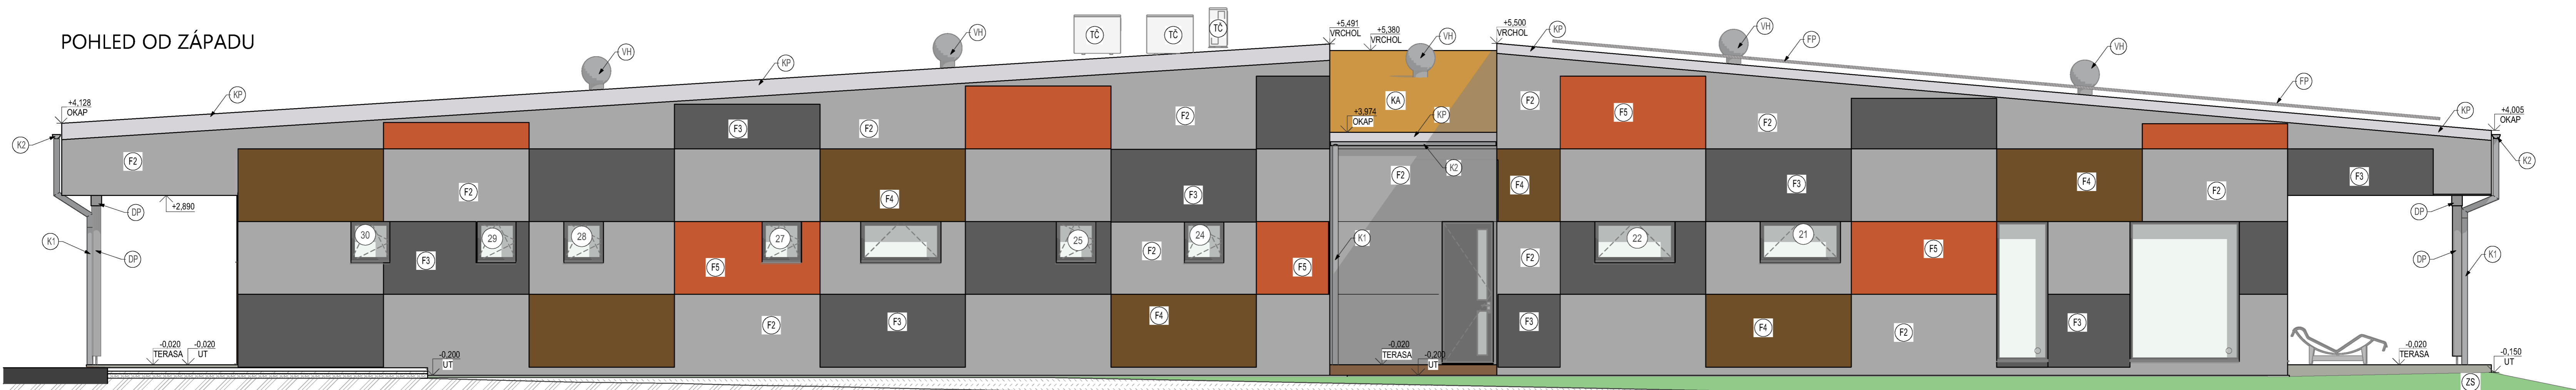 POHLED OD ZÁPADU
TČ
TČ
TČ
+5,491
VRCHOL
+5,380
VRCHOL
+5,500
VRCHOL
VH
VH
VH
VH
VH
KP
KP
KP
FP
FP
KP
KP
+4,128
OKAP
+3,974
OKAP
+4,005
OKAP
KA
KP
K2
K2
K2
F2
F3
F2
F2
F2
F5
F2
F2
F4
F3
F2
F4
F3
F4
F2
F3
+2,890
DP
DP
K1
30
29
28
27
25
24
22
21
F3
F5
F2
F5
K1
F2
F5
DP
DP
K1
F2
F3
F4
F3
F4
F2
F3
-0,020
TERASA
-0,020
UT
-0,200
UT
-0,020
TERASA
-0,200
UT
-0,020
TERASA
-0,150
UT
ZS